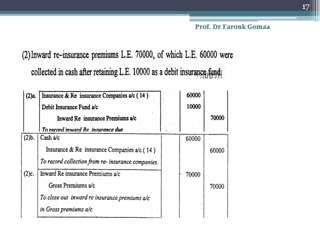 17
Prof. Dr Farouk Gomaa
(2) Inward re-insurance premiums L.E. 70000, of which L.E. 60000 were
collected in cash after retaining L.E. 10000 as a debit insurance fund.
(2)a. Insurance & Re insurance Companies a/c ( 14 ) 60000
Debit Insurance Fund a/c 10000
Inward Re insurance Premiums a/c 70000
To record inward Re insurance due
(2)b. Cash a/c 60000
Insurance & Re insurance Companies a/c ( 14 ) 60000
To record collection from re- insurance companies.
(2)c. Inward Re insurance Premiums a/c 70000
Gross Premiums a/c 70000
To close out inward re insurance premiums a/c
in Gross premiums a/c